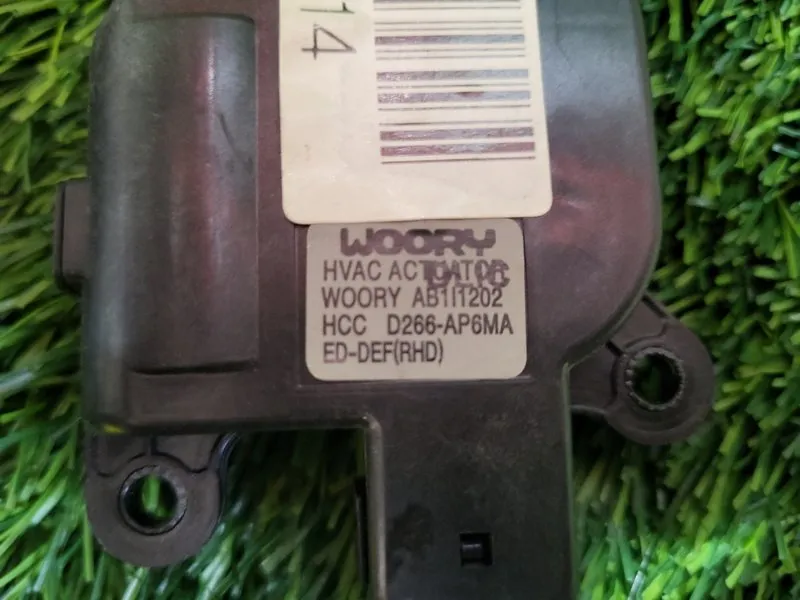 14
WOORY
HVAC ACTUATOR
WOORY AB1I1202
HCC D266-AP6MA
ED-DEF(RHD)